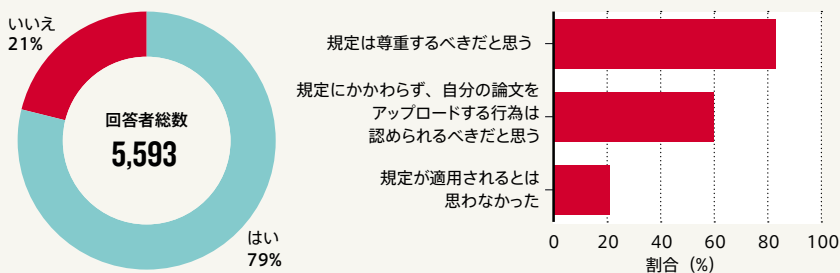 いいえ
21%
回答者総数
5,593
はい
79%
規定は尊重するべきだと思う
規定にかかわらず、自分の論文を
アップロードする行為は
認められるべきだと思う
規定が適用されるとは
思わなかった
0 20 40 60 80 100
割合（%）